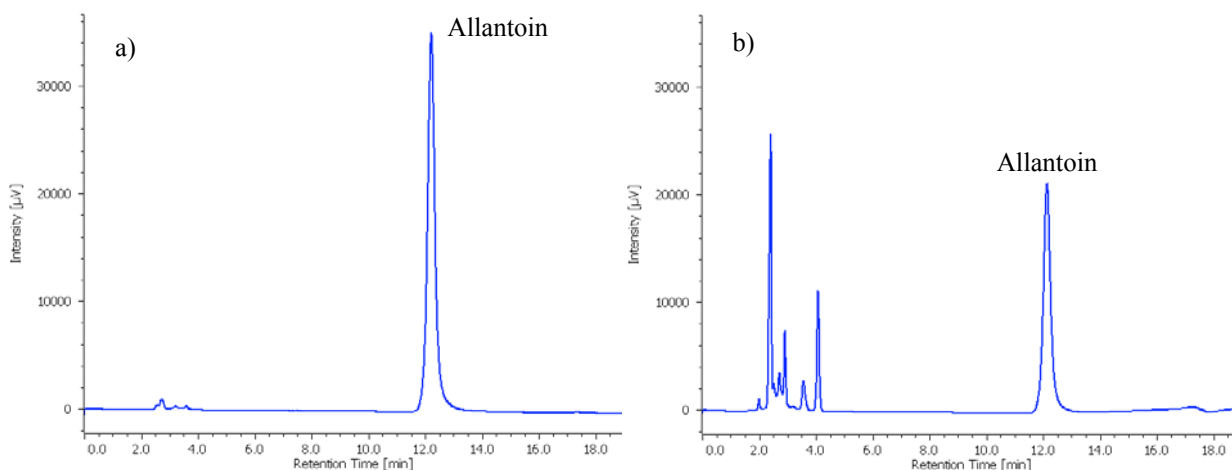 a)
Allantoin
30000
20000
10000
0
Intensity [µV]
0.0 2.0 4.0 6.0 8.0 10.0 12.0 14.0 16.0 18.0
Retention Time [min]
b)
Allantoin
30000
20000
10000
0
Intensity [µV]
0.0 2.0 4.0 6.0 8.0 10.0 12.0 14.0 16.0 18.0
Retention Time [min]